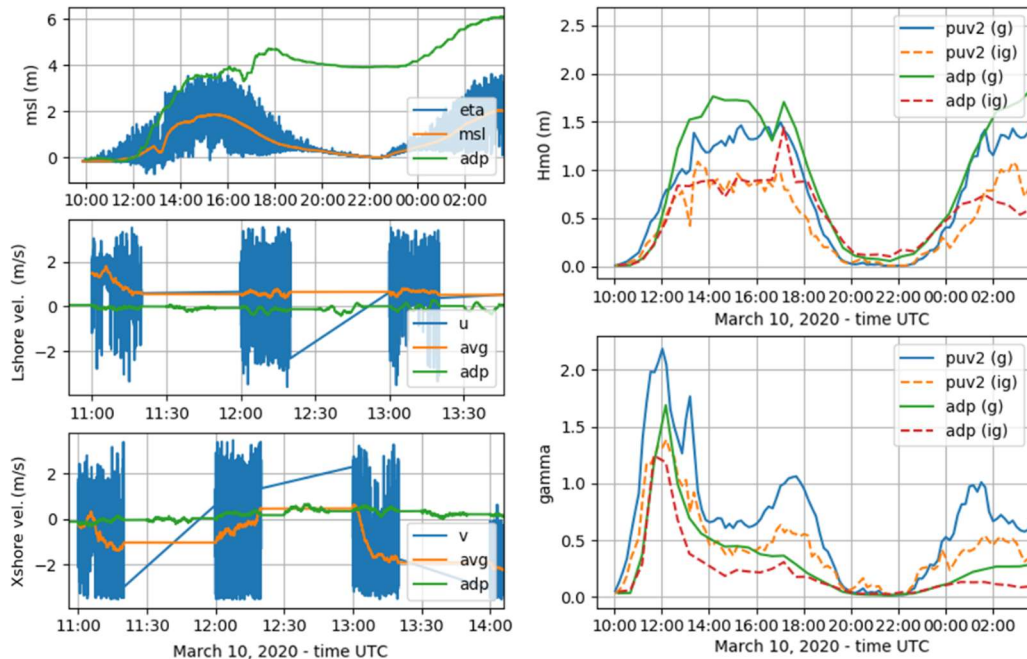 msl (m)
6
4
2
0
eta
msl
adp
10:00 12:00 14:00 16:00 18:00 20:00 22:00 00:00 02:00
Lshore vel. (m/s)
2
0
−2
u
avg
adp
11:00 11:30 12:00 12:30 13:00 13:30
Xshore vel. (m/s)
2
0
−2
v
avg
adp
11:00 11:30 12:00 12:30 13:00 13:30 14:00
March 10, 2020 - time UTC
Hm0 (m)
2.5
2.0
1.5
1.0
0.5
0.0
puv2 (g)
puv2 (ig)
adp (g)
adp (ig)
10:00 12:00 14:00 16:00 18:00 20:00 22:00 00:00 02:00
March 10, 2020 - time UTC
gamma
2.0
1.5
1.0
0.5
0.0
puv2 (g)
puv2 (ig)
adp (g)
adp (ig)
10:00 12:00 14:00 16:00 18:00 20:00 22:00 00:00 02:00
March 10, 2020 - time UTC